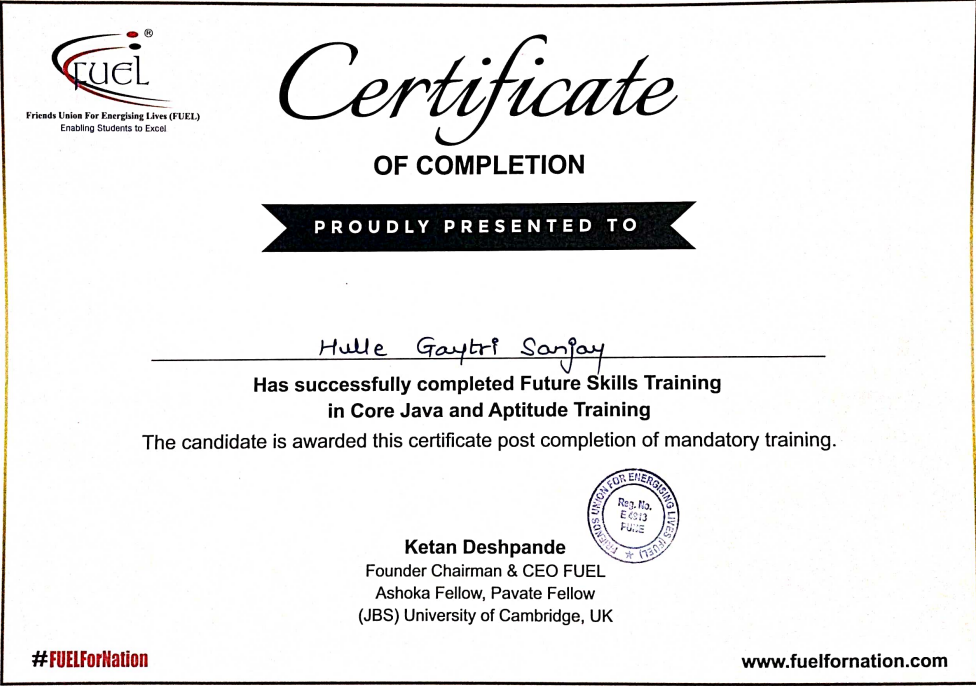 FUEL ®
Friends Union For Energising Lives (FUEL)
Enabling Students to Excel
Certificate
OF COMPLETION
PROUDLY PRESENTED TO
Hulle Gaytri Sanjay
Has successfully completed Future Skills Training
in Core Java and Aptitude Training
The candidate is awarded this certificate post completion of mandatory training.
FRIENDS UNION FOR ENERGISING LIVES (FUEL)
Reg. No.
PUNE
Ketan Deshpande
Founder Chairman & CEO FUEL
Ashoka Fellow, Pavate Fellow
(JBS) University of Cambridge, UK
#FUELForNation
www.fuelfornation.com